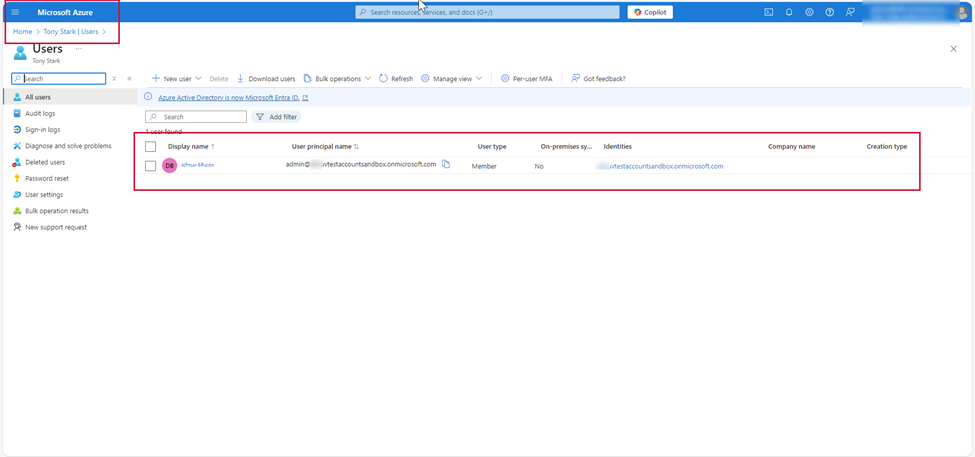 Microsoft Azure
Search resources, services, and docs (G+/)
Copilot
Home > Tony Stark | Users >
Users ...
Tony Stark
Search
New user
Delete
Download users
Bulk operations
Refresh
Manage view
Per-user MFA
Got feedback?
All users
Audit logs
Sign-in logs
Diagnose and solve problems
Deleted users
Password reset
User settings
Bulk operation results
New support request
Azure Active Directory is now Microsoft Entra ID.
Search
Add filter
1 user found
Display name ↑ User principal name ↑↓ User type On-premises sy... Identities Company name Creation type
DB admin@ vtestaccountsandbox.onmicrosoft.com Member No vtestaccountsandbox.onmicrosoft.com